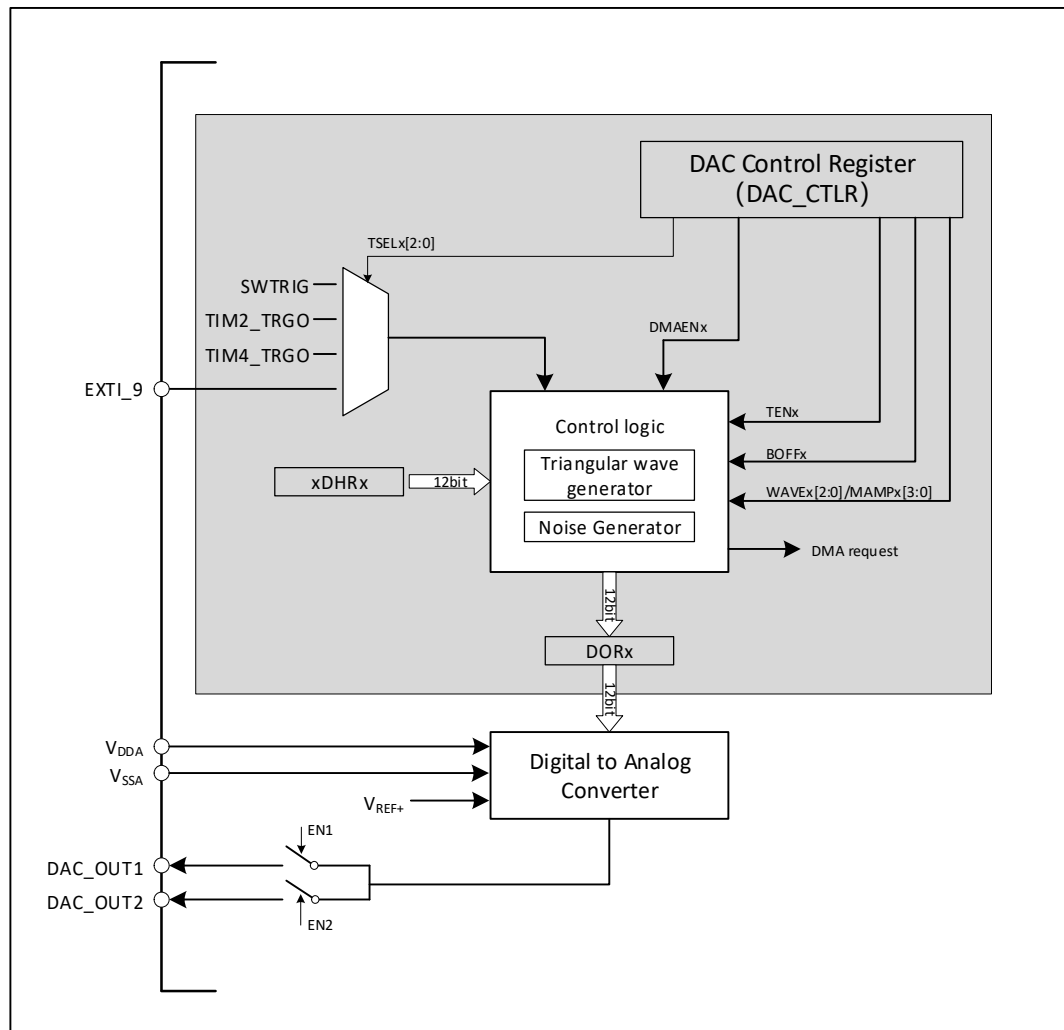 DAC Control Register
(DAC_CTLR)
TSELx[2:0]
SWTRIG
TIM2_TRGO
TIM4_TRGO
EXTI_9
DMAENx
TENx
BOFFx
WAVEx[2:0]/MAMPx[3:0]
DMA request
Control logic
Triangular wave
generator
Noise Generator
xDHRx
12bit
12bit
DORx
12bit
VDDA
VSSA
VREF+
Digital to Analog
Converter
EN1
DAC_OUT1
DAC_OUT2
EN2